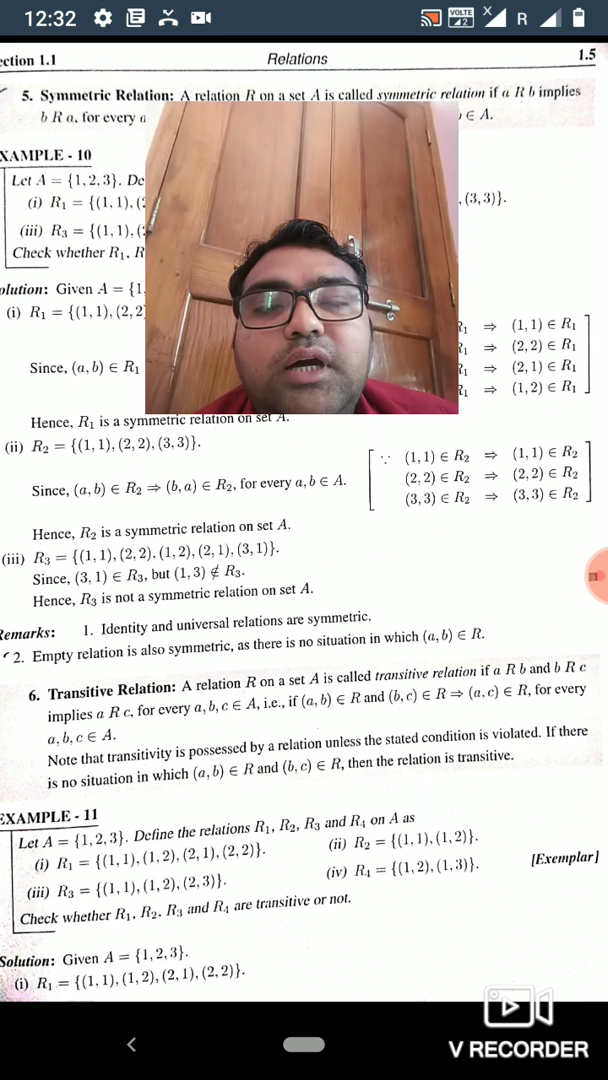 12:32
VOLTE
2
X
R
ection 1.1 Relations 1.5
5. Symmetric Relation: A relation R on a set A is called symmetric relation if a R b implies
b R a, for every a ∈ A.
XAMPLE - 10
Let A = {1, 2, 3}. De
(i) R₁ = {(1, 1), ( , (3, 3)}.
(iii) R₃ = {(1, 1), (
Check whether R₁, R
olution: Given A = {1
(i) R₁ = {(1, 1), (2, 2) R₁ ⇒ (1, 1) ∈ R₁
R₁ ⇒ (2, 2) ∈ R₁
Since, (a, b) ∈ R₁ R₁ ⇒ (2, 1) ∈ R₁
R₁ ⇒ (1, 2) ∈ R₁
Hence, R₁ is a symmetric relation on set A.
(ii) R₂ = {(1, 1), (2, 2), (3, 3)}.
∵ (1, 1) ∈ R₂ ⇒ (1, 1) ∈ R₂
Since, (a, b) ∈ R₂ ⇒ (b, a) ∈ R₂, for every a, b ∈ A. (2, 2) ∈ R₂ ⇒ (2, 2) ∈ R₂
(3, 3) ∈ R₂ ⇒ (3, 3) ∈ R₂
Hence, R₂ is a symmetric relation on set A.
(iii) R₃ = {(1, 1), (2, 2), (1, 2), (2, 1), (3, 1)}.
Since, (3, 1) ∈ R₃, but (1, 3) ∉ R₃.
Hence, R₃ is not a symmetric relation on set A.
Remarks: 1. Identity and universal relations are symmetric.
2. Empty relation is also symmetric, as there is no situation in which (a, b) ∈ R.
6. Transitive Relation: A relation R on a set A is called transitive relation if a R b and b R c
implies a R c, for every a, b, c ∈ A, i.e., if (a, b) ∈ R and (b, c) ∈ R ⇒ (a, c) ∈ R, for every
a, b, c ∈ A.
Note that transitivity is possessed by a relation unless the stated condition is violated. If there
is no situation in which (a, b) ∈ R and (b, c) ∈ R, then the relation is transitive.
EXAMPLE - 11
Let A = {1, 2, 3}. Define the relations R₁, R₂, R₃ and R₄ on A as
(i) R₁ = {(1, 1), (1, 2), (2, 1), (2, 2)}. (ii) R₂ = {(1, 1), (1, 2)}.
(iii) R₃ = {(1, 1), (1, 2), (2, 3)}. (iv) R₄ = {(1, 2), (1, 3)}. [Exemplar]
Check whether R₁, R₂, R₃ and R₄ are transitive or not.
Solution: Given A = {1, 2, 3}.
(i) R₁ = {(1, 1), (1, 2), (2, 1), (2, 2)}.
V RECORDER